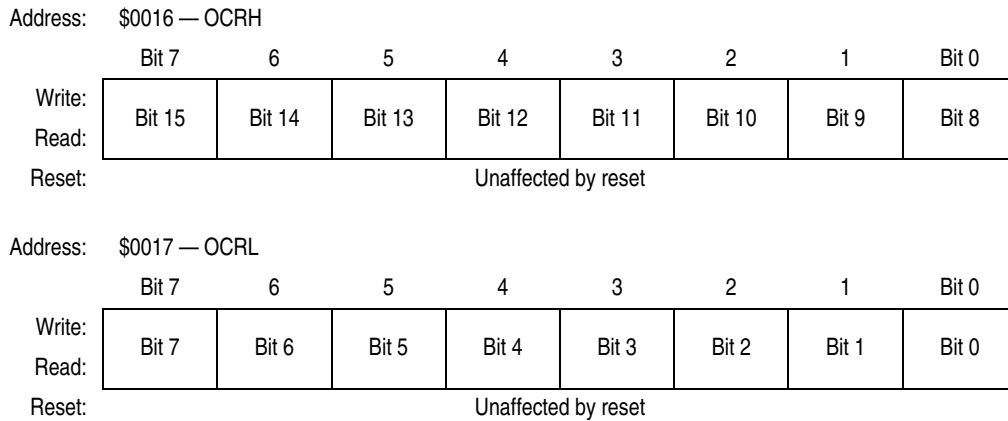 Address: $0016 — OCRH
Bit 7 6 5 4 3 2 1 Bit 0
Write:
Bit 15 Bit 14 Bit 13 Bit 12 Bit 11 Bit 10 Bit 9 Bit 8
Read:
Reset: Unaffected by reset
Address: $0017 — OCRL
Bit 7 6 5 4 3 2 1 Bit 0
Write:
Bit 7 Bit 6 Bit 5 Bit 4 Bit 3 Bit 2 Bit 1 Bit 0
Read:
Reset: Unaffected by reset